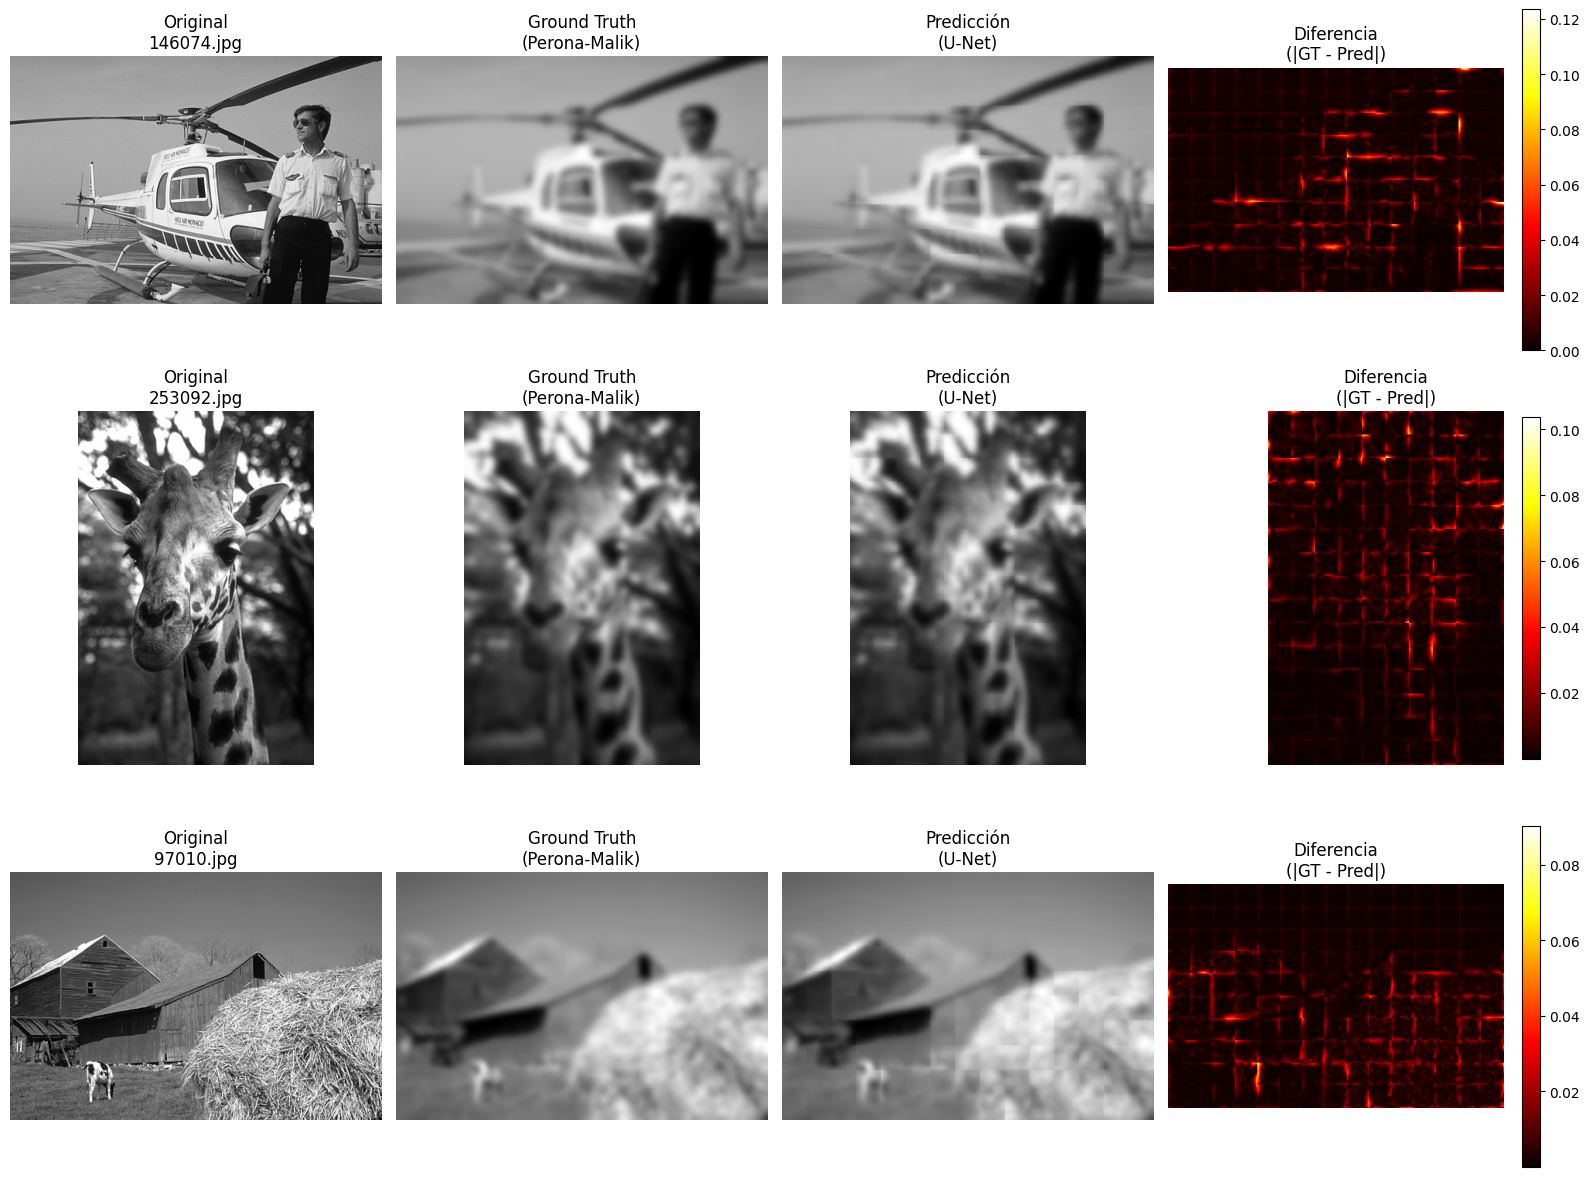 Original
146074.jpg
Ground Truth
(Perona-Malik)
Predicción
(U-Net)
Diferencia
(|GT - Pred|)
0.12
0.10
0.08
0.06
0.04
0.02
0.00
HELI AIR MONACO
Original
253092.jpg
Ground Truth
(Perona-Malik)
Predicción
(U-Net)
Diferencia
(|GT - Pred|)
0.10
0.08
0.06
0.04
0.02
Original
97010.jpg
Ground Truth
(Perona-Malik)
Predicción
(U-Net)
Diferencia
(|GT - Pred|)
0.08
0.06
0.04
0.02